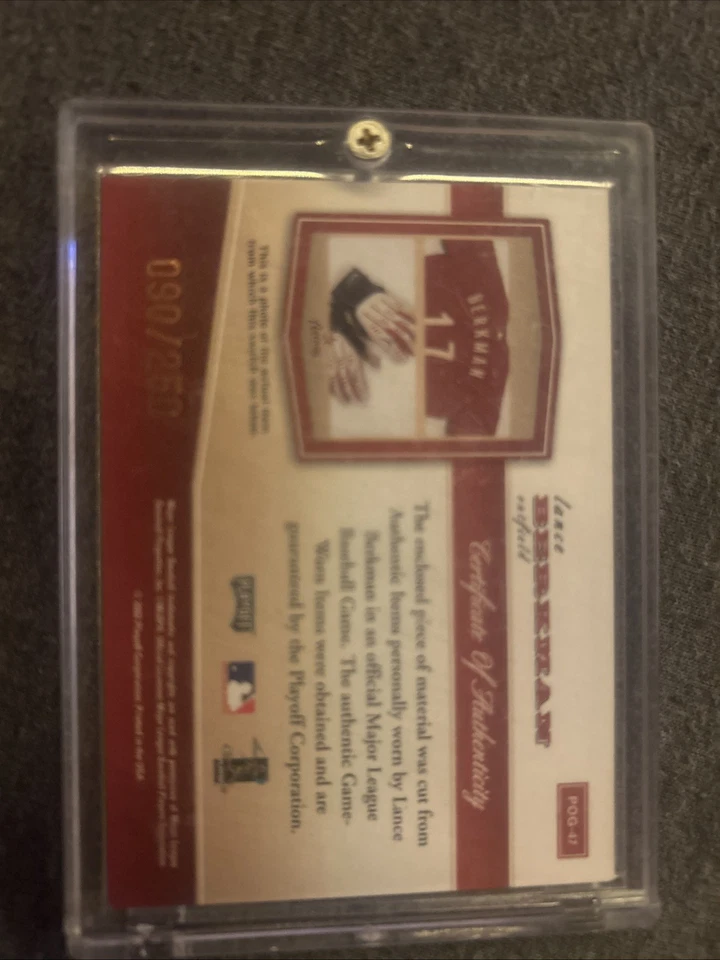 lance
BERKMAN
outfield
POG-47
Certificate Of Authenticity
BERKMAN
17
The enclosed piece of material was cut from
Authentic Items personally worn by Lance
Berkman in an official Major League
Baseball Game. The authentic Game-
Worn Items were obtained and are
guaranteed by the Playoff Corporation.
This is a photo of the actual item
from which this swatch was taken.
PLAYOFF
090/250